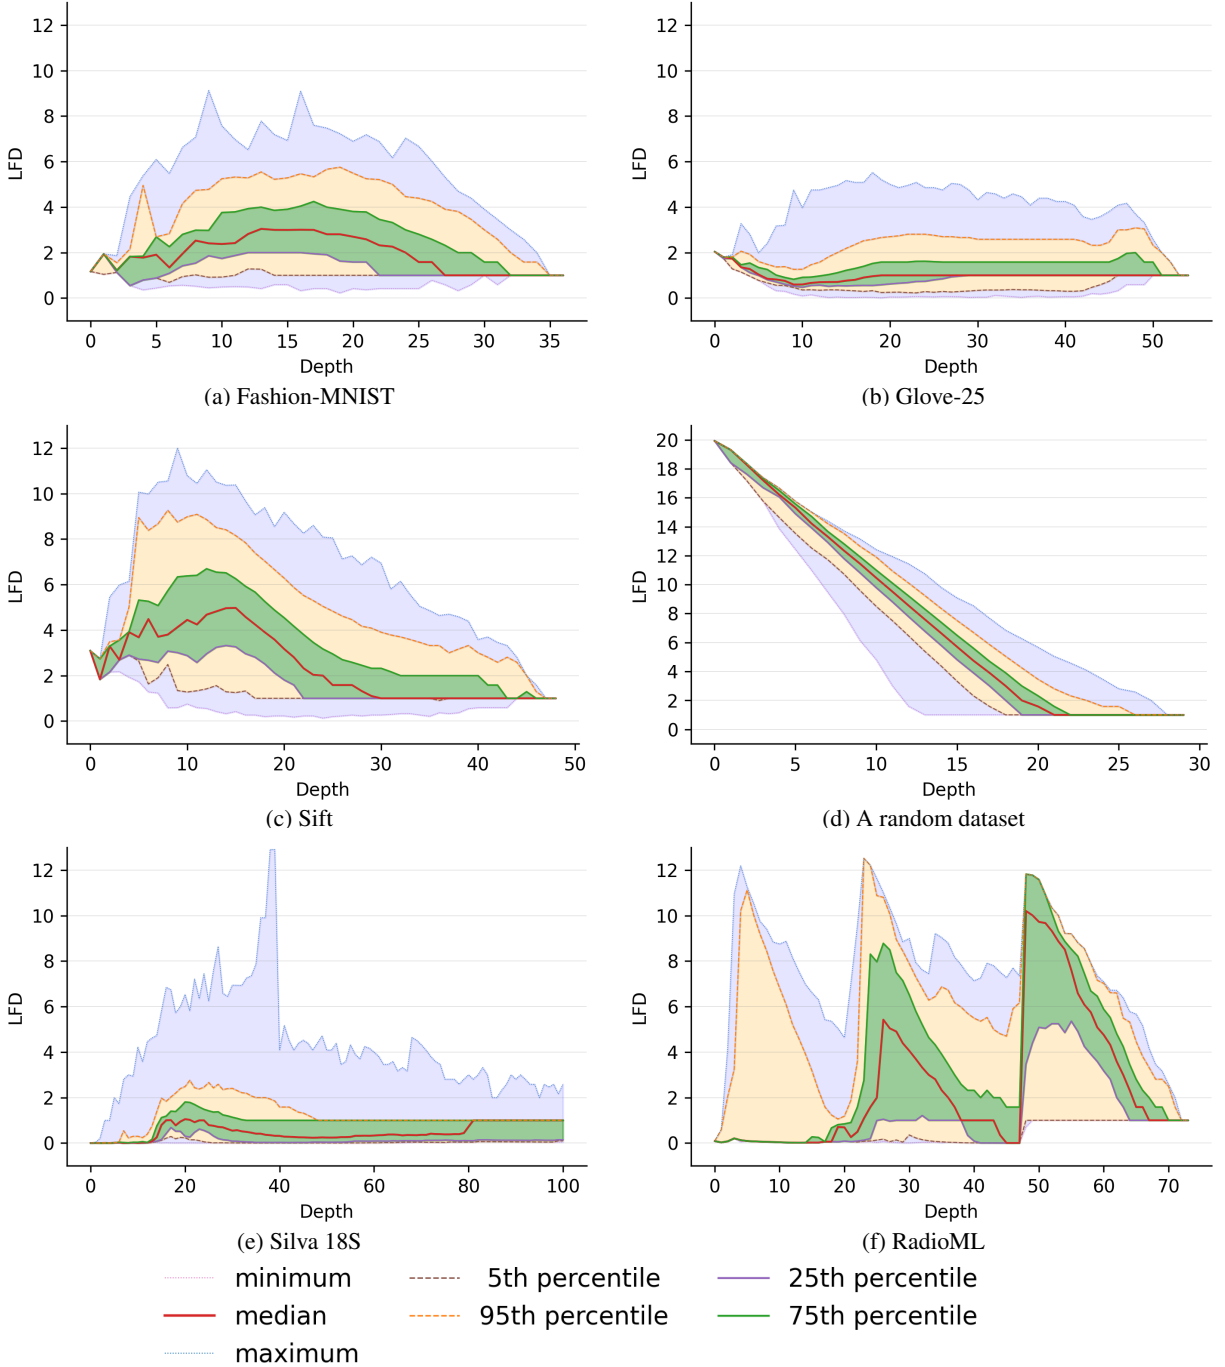 12
10
8
6
4
2
0
LFD
0 5 10 15 20 25 30 35
Depth
(a) Fashion-MNIST
12
10
8
6
4
2
0
LFD
0 10 20 30 40 50
Depth
(b) Glove-25
12
10
8
6
4
2
0
LFD
0 10 20 30 40 50
Depth
(c) Sift
20
18
16
14
12
10
8
6
4
2
0
LFD
0 5 10 15 20 25 30
Depth
(d) A random dataset
12
10
8
6
4
2
0
LFD
0 20 40 60 80 100
Depth
(e) Silva 18S
12
10
8
6
4
2
0
LFD
0 10 20 30 40 50 60 70
Depth
(f) RadioML
minimum 5th percentile 25th percentile
median 95th percentile 75th percentile
maximum